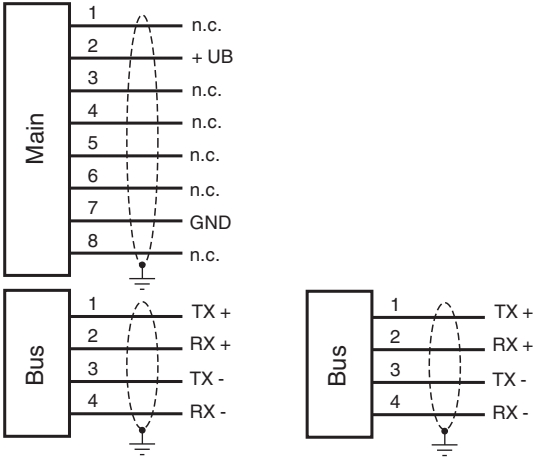 Main
1 n.c.
2 + UB
3 n.c.
4 n.c.
5 n.c.
6 n.c.
7 GND
8 n.c.
Bus
1 TX +
2 RX +
3 TX -
4 RX -
Bus
1 TX +
2 RX +
3 TX -
4 RX -